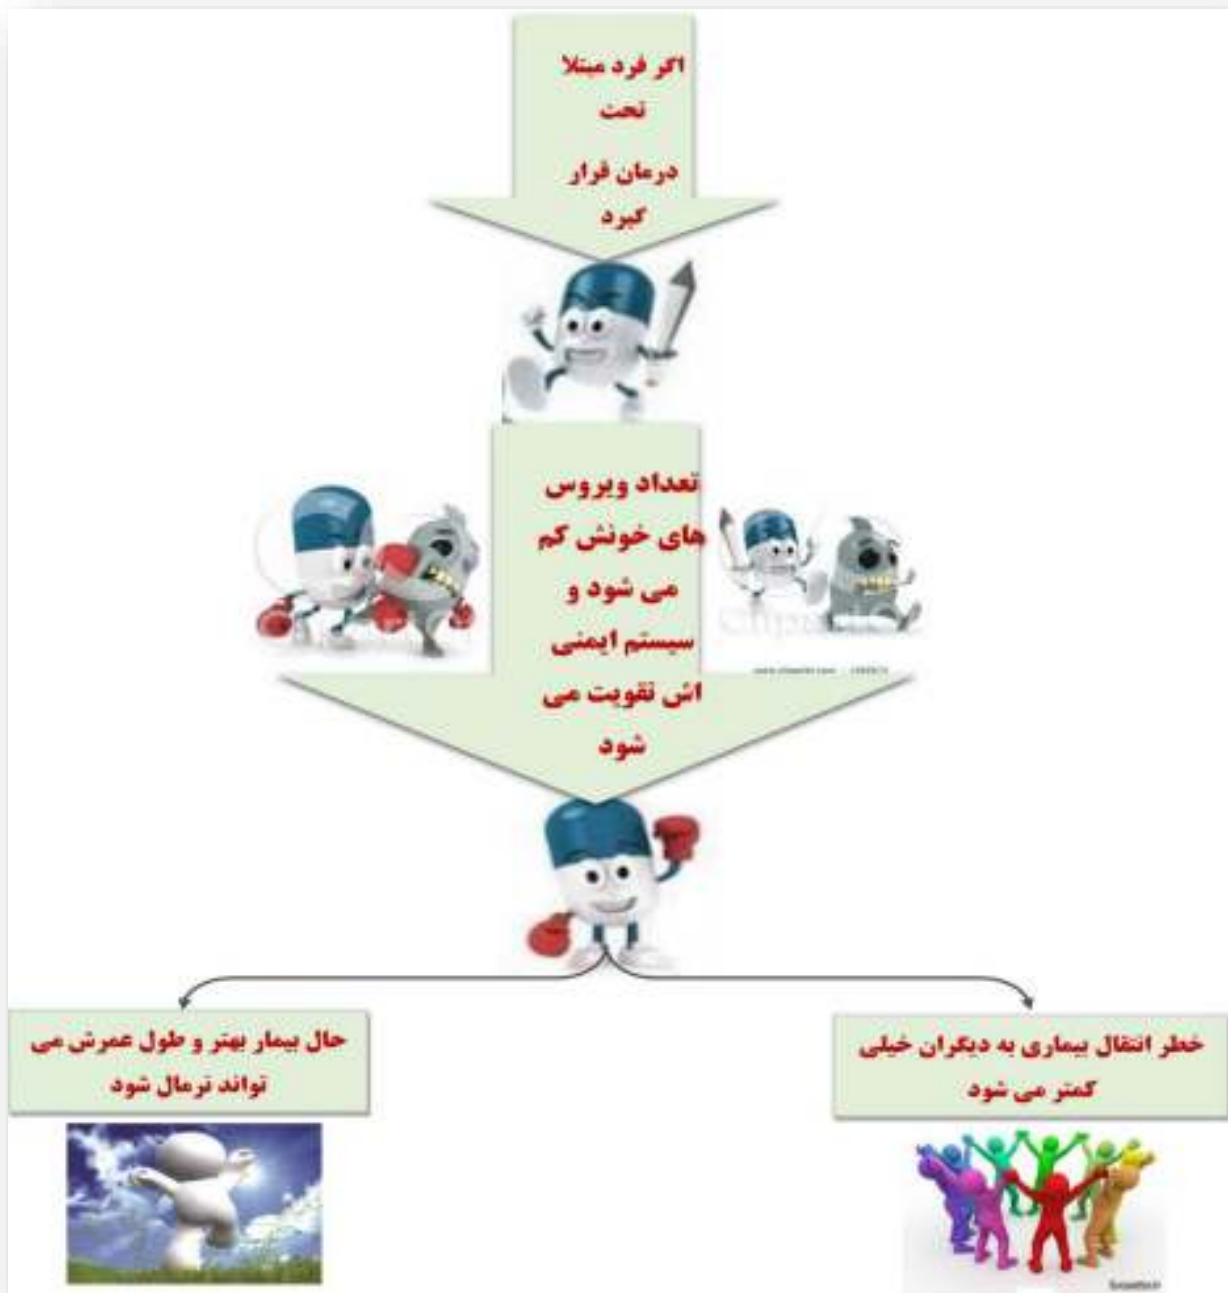 اگر فرد مبتلا
تحت
درمان قرار
گیرد
تعداد ویروس
های خونش کم
می شود و
سیستم ایمنی
اش تقویت می
شود
خطر انتقال بیماری به دیگران خیلی
کمتر می شود
حال بیمار بهتر و طول عمرش می
تواند نرمال شود